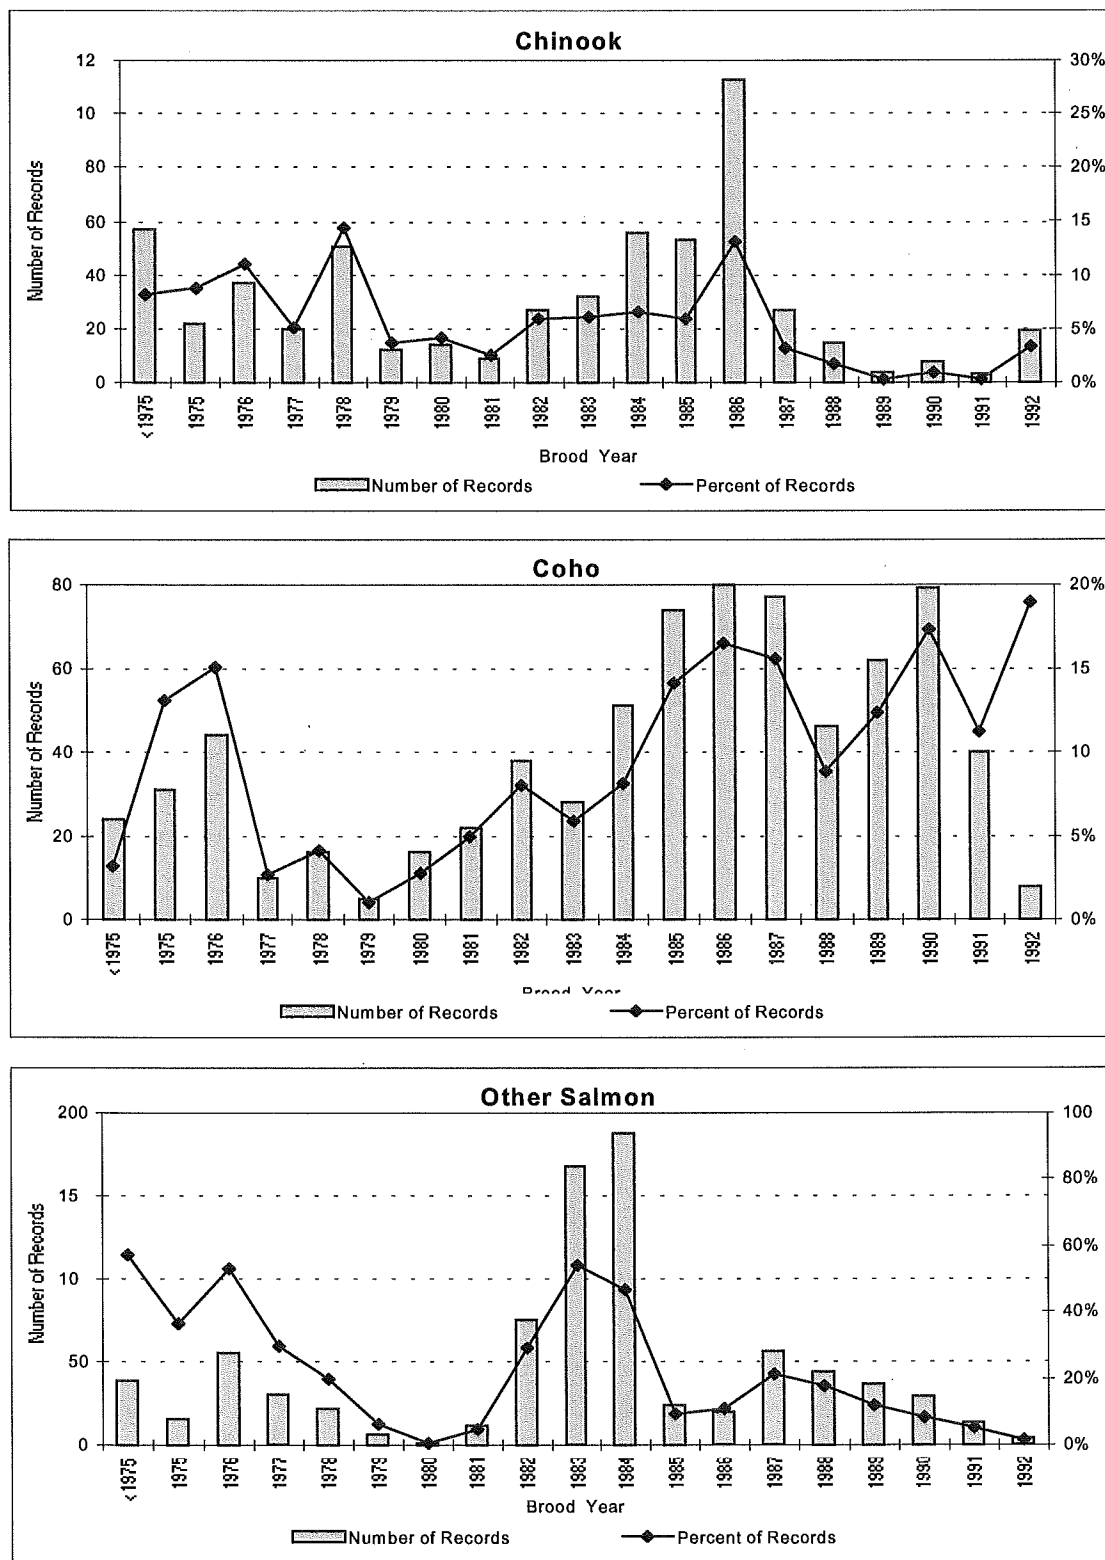 Chinook
12 30%
10 25%
80 20%
60 15
40 10
20 5%
0 0%
Number of Records
<1975 1975 1976 1977 1978 1979 1980 1981 1982 1983 1984 1985 1986 1987 1988 1989 1990 1991 1992
Brood Year
Number of Records Percent of Records
Coho
80 20%
60 15
40 10
20 5%
0 0%
Number of Records
<1975 1975 1976 1977 1978 1979 1980 1981 1982 1983 1984 1985 1986 1987 1988 1989 1990 1991 1992
Brood Year
Number of Records Percent of Records
Other Salmon
200 100
15 80%
10 60%
50 40%
0 20%
0%
Number of Records
<1975 1975 1976 1977 1978 1979 1980 1981 1982 1983 1984 1985 1986 1987 1988 1989 1990 1991 1992
Brood Year
Number of Records Percent of Records